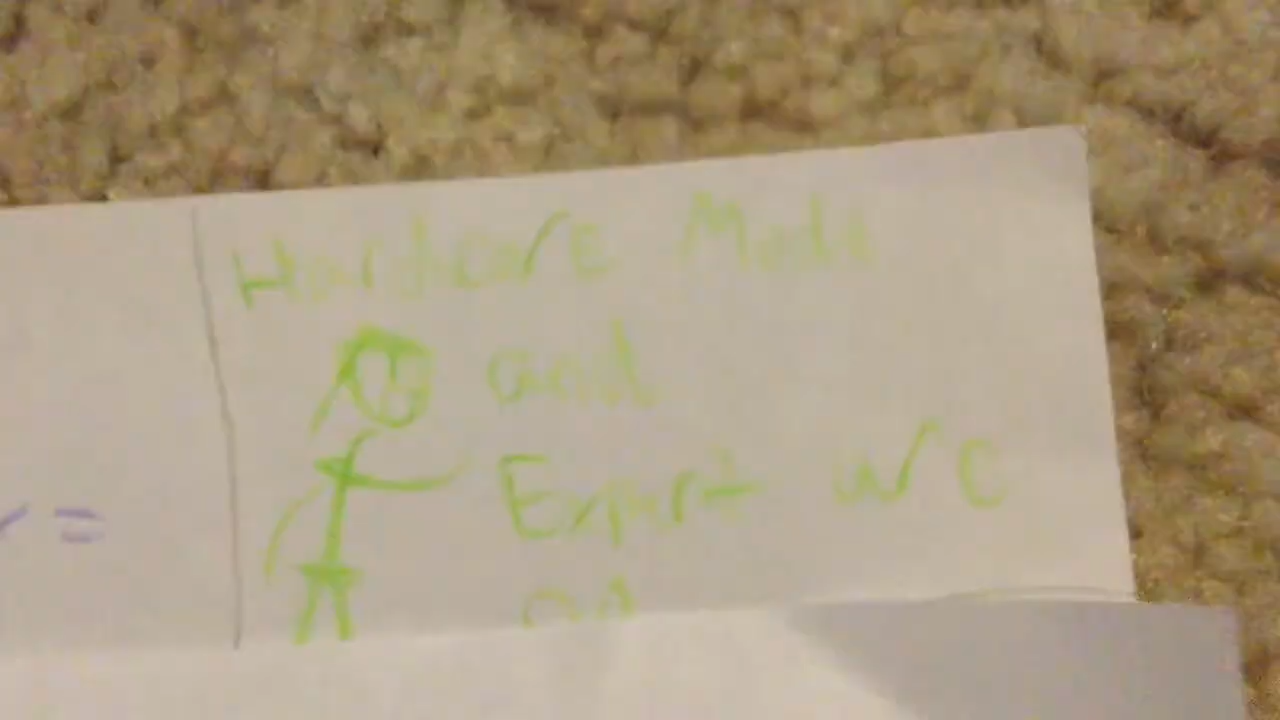 Hardcore Mode
and
Expert
=